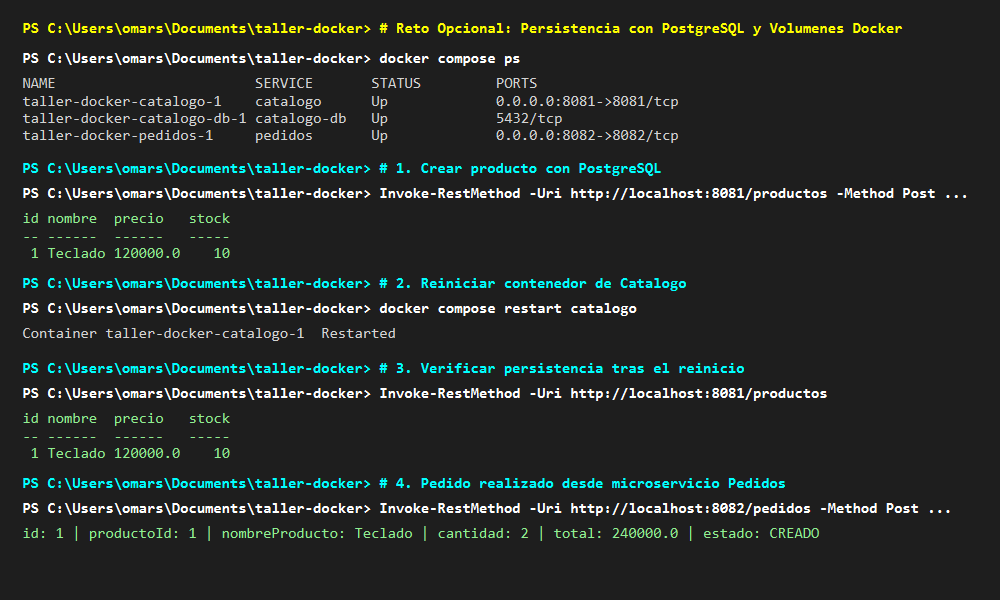 PS C:\Users\omars\Documents\taller-docker> # Reto Opcional: Persistencia con PostgreSQL y Volumenes Docker
PS C:\Users\omars\Documents\taller-docker> docker compose ps
NAME                        SERVICE       STATUS         PORTS
taller-docker-catalogo-1    catalogo      Up             0.0.0.0:8081->8081/tcp
taller-docker-catalogo-db-1 catalogo-db   Up             5432/tcp
taller-docker-pedidos-1     pedidos       Up             0.0.0.0:8082->8082/tcp
PS C:\Users\omars\Documents\taller-docker> # 1. Crear producto con PostgreSQL
PS C:\Users\omars\Documents\taller-docker> Invoke-RestMethod -Uri http://localhost:8081/productos -Method Post ...
id nombre  precio   stock
-- ------  ------   -----
 1 Teclado 120000.0    10
PS C:\Users\omars\Documents\taller-docker> # 2. Reiniciar contenedor de Catalogo
PS C:\Users\omars\Documents\taller-docker> docker compose restart catalogo
Container taller-docker-catalogo-1  Restarted
PS C:\Users\omars\Documents\taller-docker> # 3. Verificar persistencia tras el reinicio
PS C:\Users\omars\Documents\taller-docker> Invoke-RestMethod -Uri http://localhost:8081/productos
id nombre  precio   stock
-- ------  ------   -----
 1 Teclado 120000.0    10
PS C:\Users\omars\Documents\taller-docker> # 4. Pedido realizado desde microservicio Pedidos
PS C:\Users\omars\Documents\taller-docker> Invoke-RestMethod -Uri http://localhost:8082/pedidos -Method Post ...
id: 1 | productoId: 1 | nombreProducto: Teclado | cantidad: 2 | total: 240000.0 | estado: CREADO